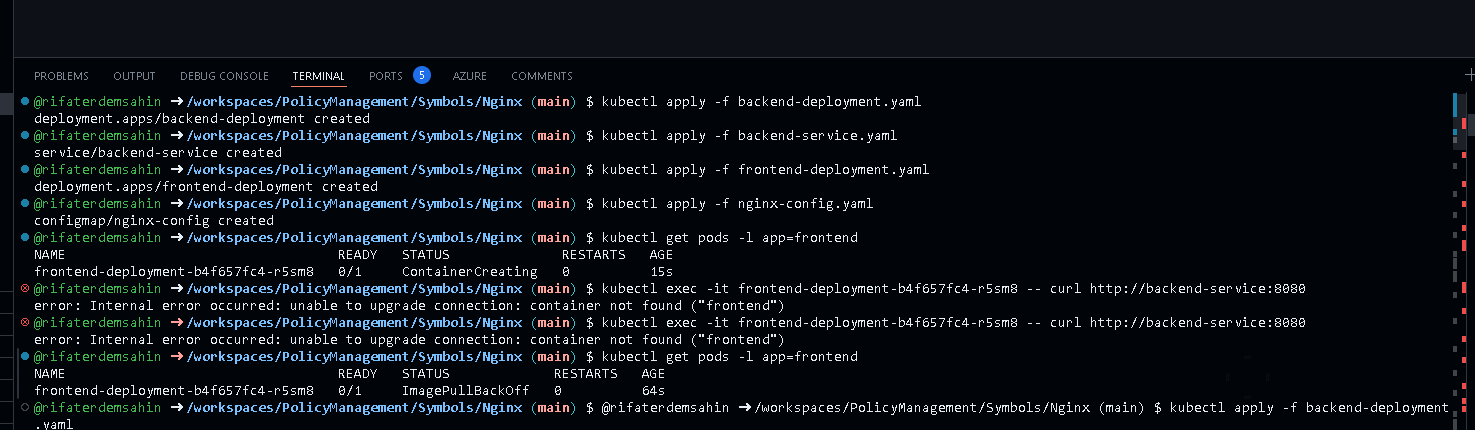 PROBLEMS OUTPUT DEBUG CONSOLE TERMINAL PORTS 5 AZURE COMMENTS
@rifaterdemsahin ➜/workspaces/PolicyManagement/Symbols/Nginx (main) $ kubectl apply -f backend-deployment.yaml
deployment.apps/backend-deployment created
@rifaterdemsahin ➜/workspaces/PolicyManagement/Symbols/Nginx (main) $ kubectl apply -f backend-service.yaml
service/backend-service created
@rifaterdemsahin ➜/workspaces/PolicyManagement/Symbols/Nginx (main) $ kubectl apply -f frontend-deployment.yaml
deployment.apps/frontend-deployment created
@rifaterdemsahin ➜/workspaces/PolicyManagement/Symbols/Nginx (main) $ kubectl apply -f nginx-config.yaml
configmap/nginx-config created
@rifaterdemsahin ➜/workspaces/PolicyManagement/Symbols/Nginx (main) $ kubectl get pods -l app=frontend
NAME READY STATUS RESTARTS AGE
frontend-deployment-b4f657fc4-r5sm8 0/1 ContainerCreating 0 15s
@rifaterdemsahin ➜/workspaces/PolicyManagement/Symbols/Nginx (main) $ kubectl exec -it frontend-deployment-b4f657fc4-r5sm8 -- curl http://backend-service:8080
error: Internal error occurred: unable to upgrade connection: container not found ("frontend")
@rifaterdemsahin ➜/workspaces/PolicyManagement/Symbols/Nginx (main) $ kubectl exec -it frontend-deployment-b4f657fc4-r5sm8 -- curl http://backend-service:8080
error: Internal error occurred: unable to upgrade connection: container not found ("frontend")
@rifaterdemsahin ➜/workspaces/PolicyManagement/Symbols/Nginx (main) $ kubectl get pods -l app=frontend
NAME READY STATUS RESTARTS AGE
frontend-deployment-b4f657fc4-r5sm8 0/1 ImagePullBackOff 0 64s
@rifaterdemsahin ➜/workspaces/PolicyManagement/Symbols/Nginx (main) $ @rifaterdemsahin ➜/workspaces/PolicyManagement/Symbols/Nginx (main) $ kubectl apply -f backend-deployment
.yaml